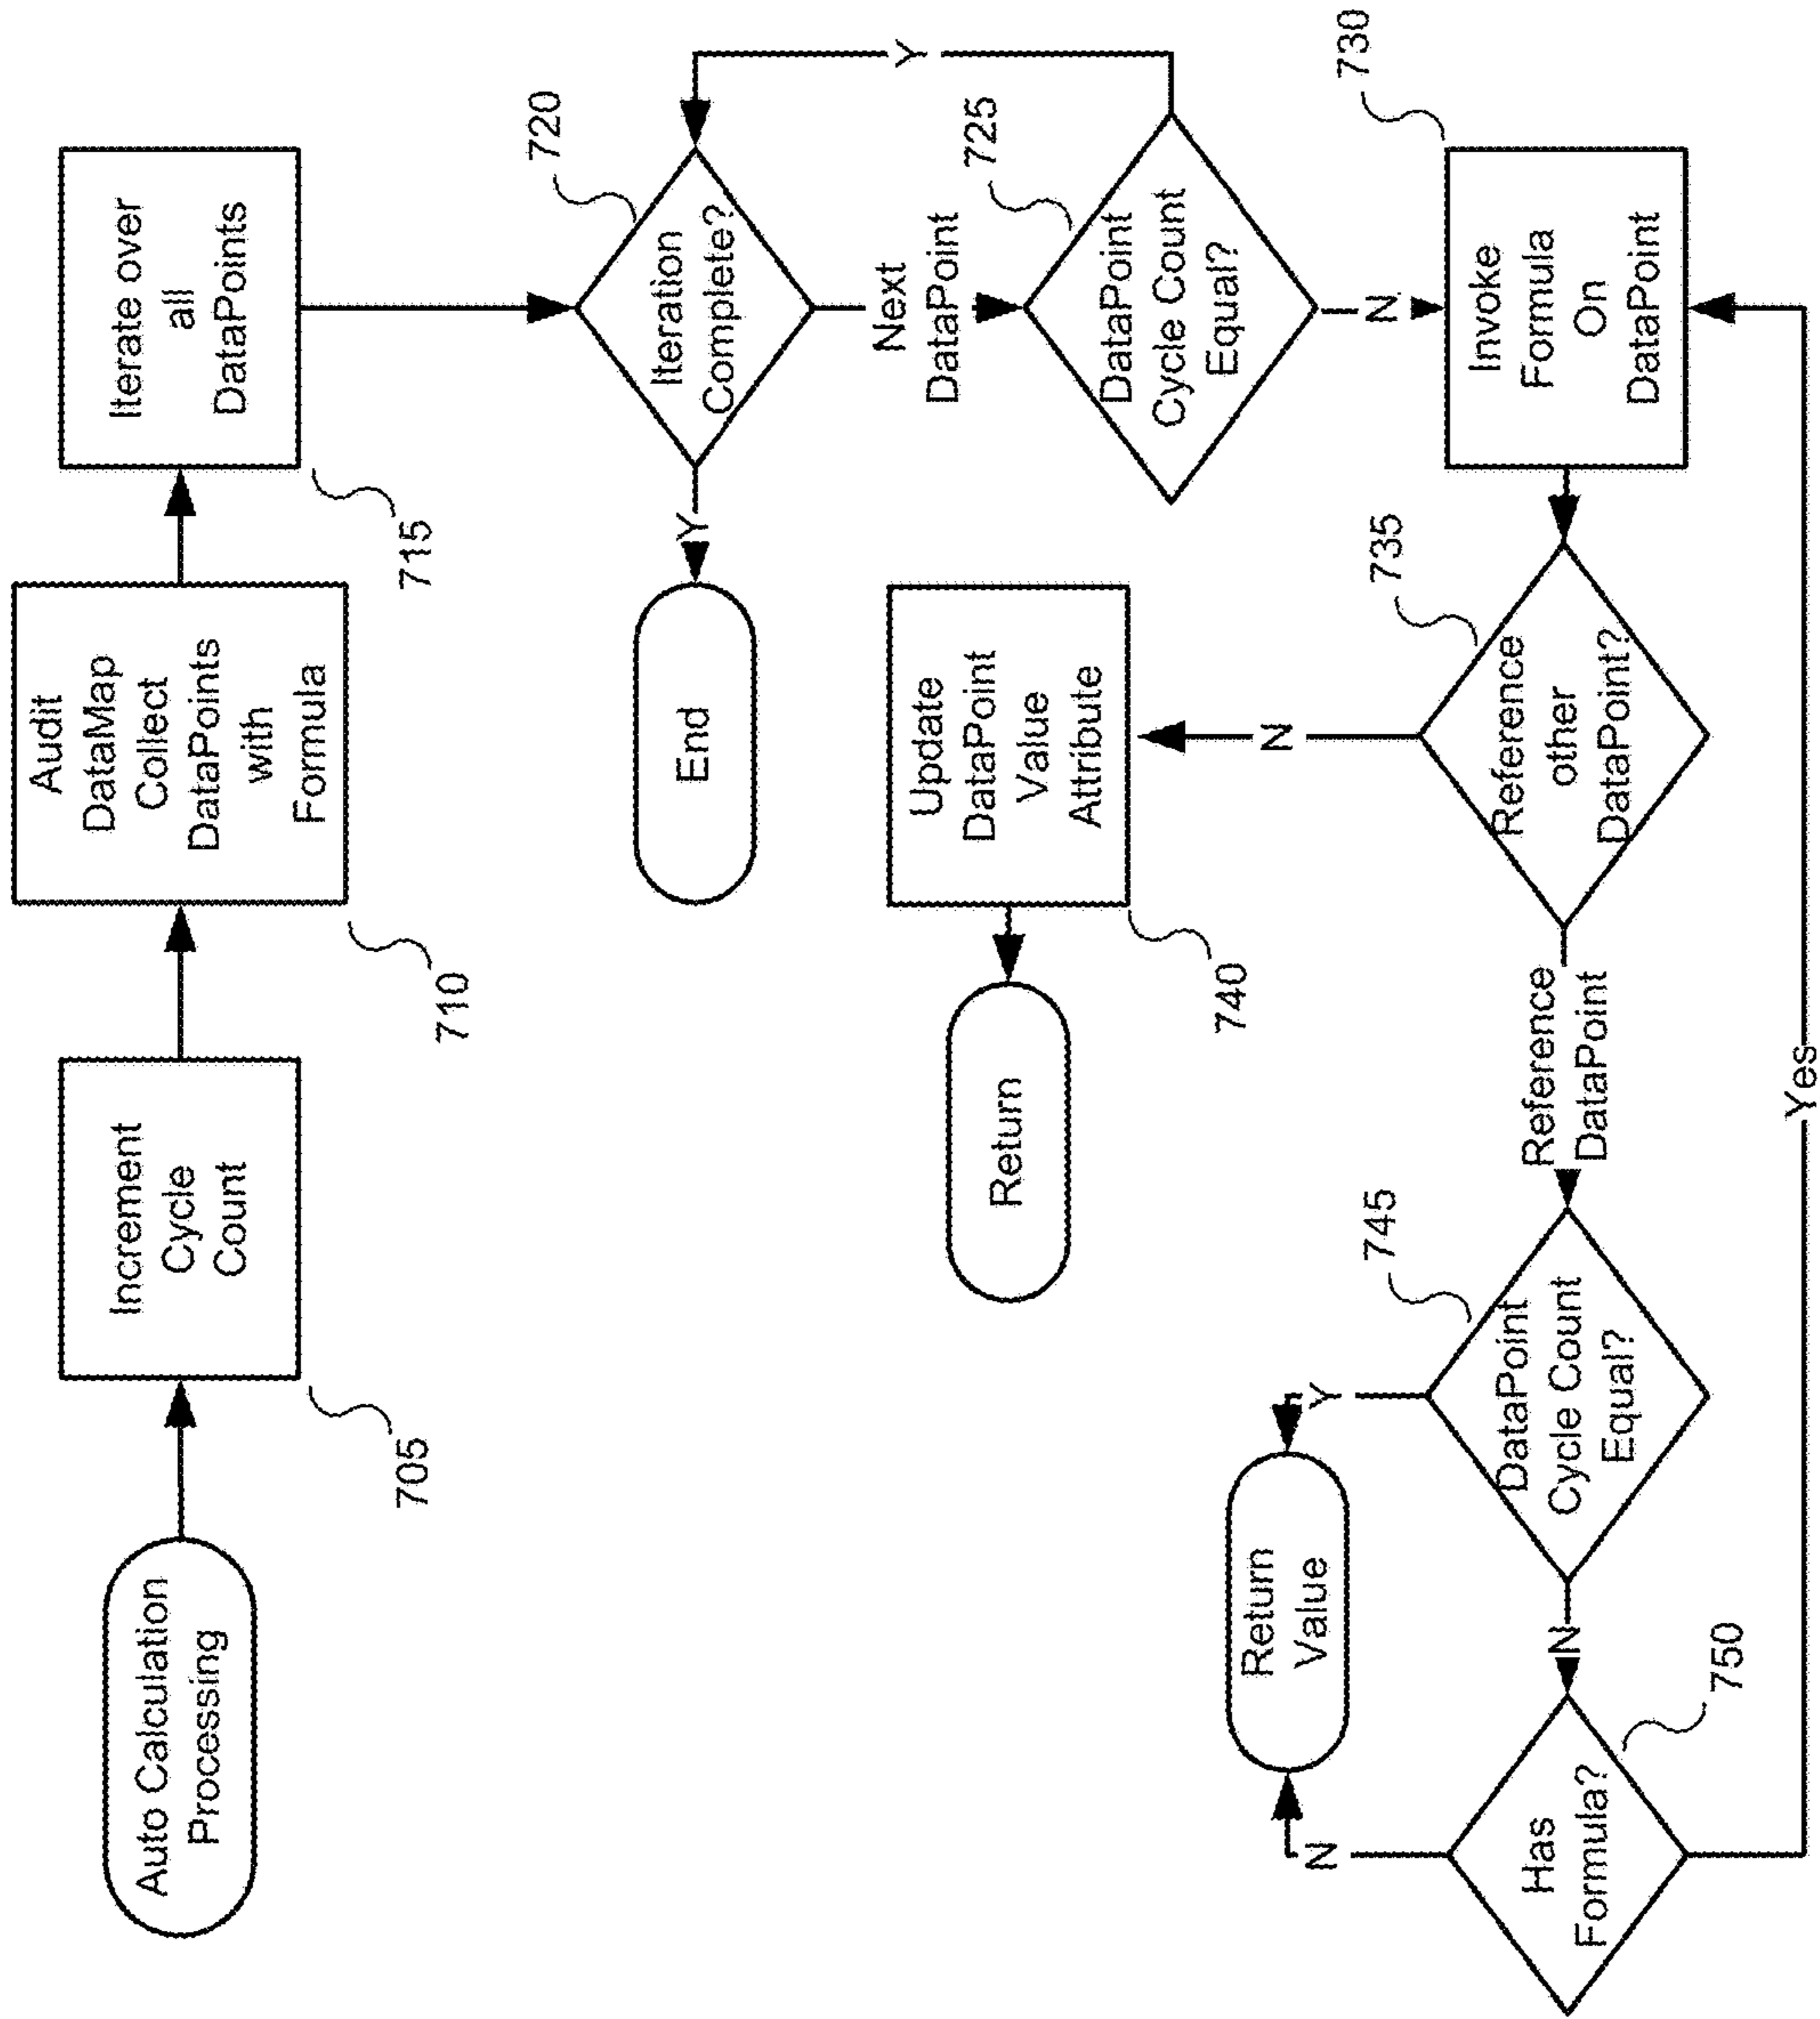 Auto Calculation
Processing
705
Increment
Cycle
Count
710
Audit
DataMap
Collect
DataPoints
with
Formula
715
Iterate over
all
DataPoints
720
Iteration
Complete?
Y
End
Next
DataPoint
725
DataPoint
Cycle Count
Equal?
Y
N
730
Invoke
Formula
On
DataPoint
735
Reference
other
DataPoint?
N
740
Update
DataPoint
Value
Attribute
Return
Reference
DataPoint
745
DataPoint
Cycle Count
Equal?
Y
Return
Value
N
750
Has
Formula?
N
Yes